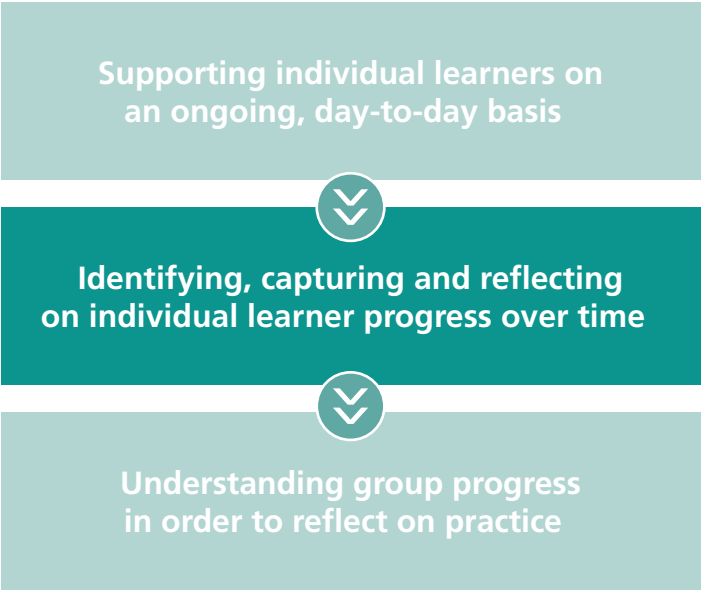 Supporting individual learners on
an ongoing, day-to-day basis
Identifying, capturing and reflecting
on individual learner progress over time
Understanding group progress
in order to reflect on practice